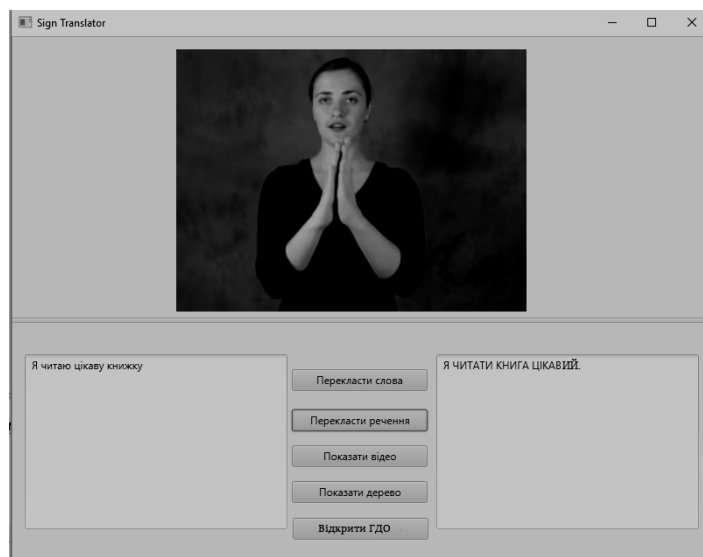 Sign Translator
Я читаю цікаву книжку
Перекласти слова
Перекласти речення
Показати відео
Показати дерево
Відкрити ГДО
Я ЧИТАТИ КНИГА ЦІКАВИЙ.